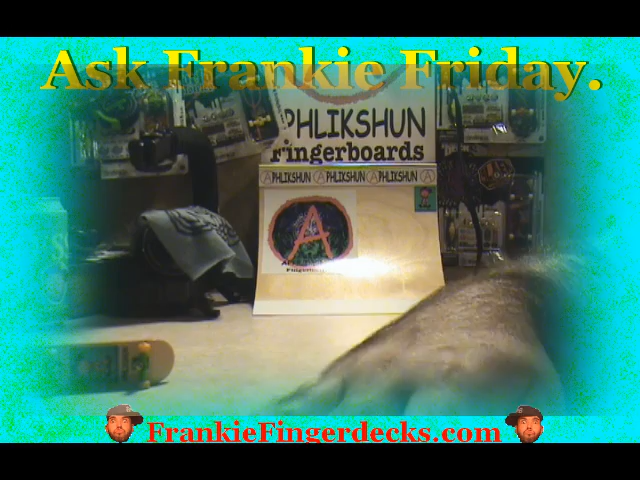 Ask Frankie Friday.
PHLIKSHUN
Fingerboards
PHLIKSHUN PHLIKSHUN PHLIKSHUN
A
FrankieFingerdecks.com